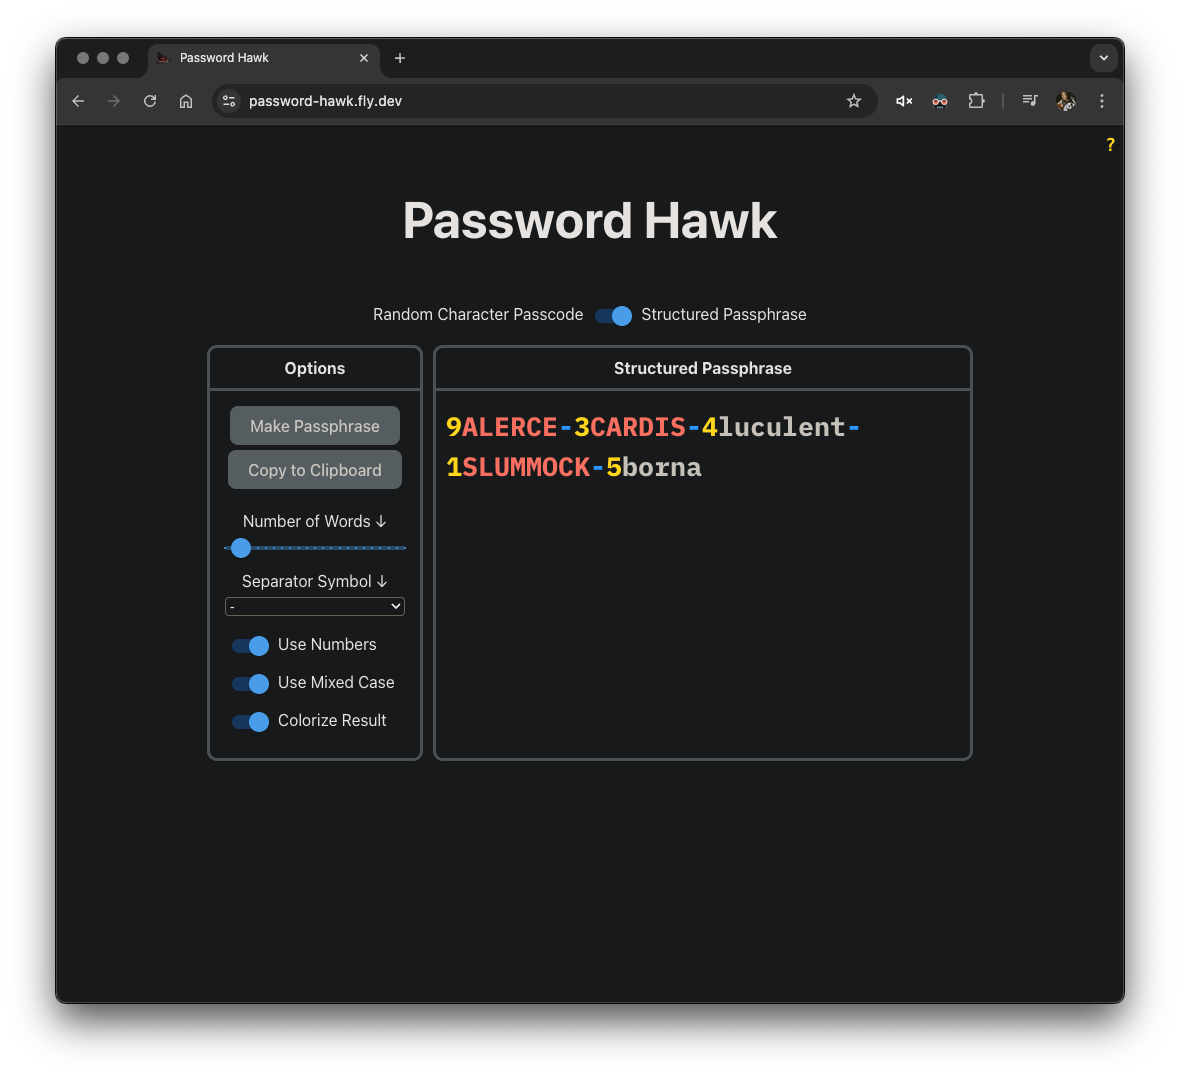 Password Hawk
password-hawk.fly.dev
?
Password Hawk
Random Character Passcode Structured Passphrase
Options
Make Passphrase
Copy to Clipboard
Number of Words ↓
Separator Symbol ↓
-
Use Numbers
Use Mixed Case
Colorize Result
Structured Passphrase
9ALERCE-3CARDIS-4luculent-
1SLUMMOCK-5borna